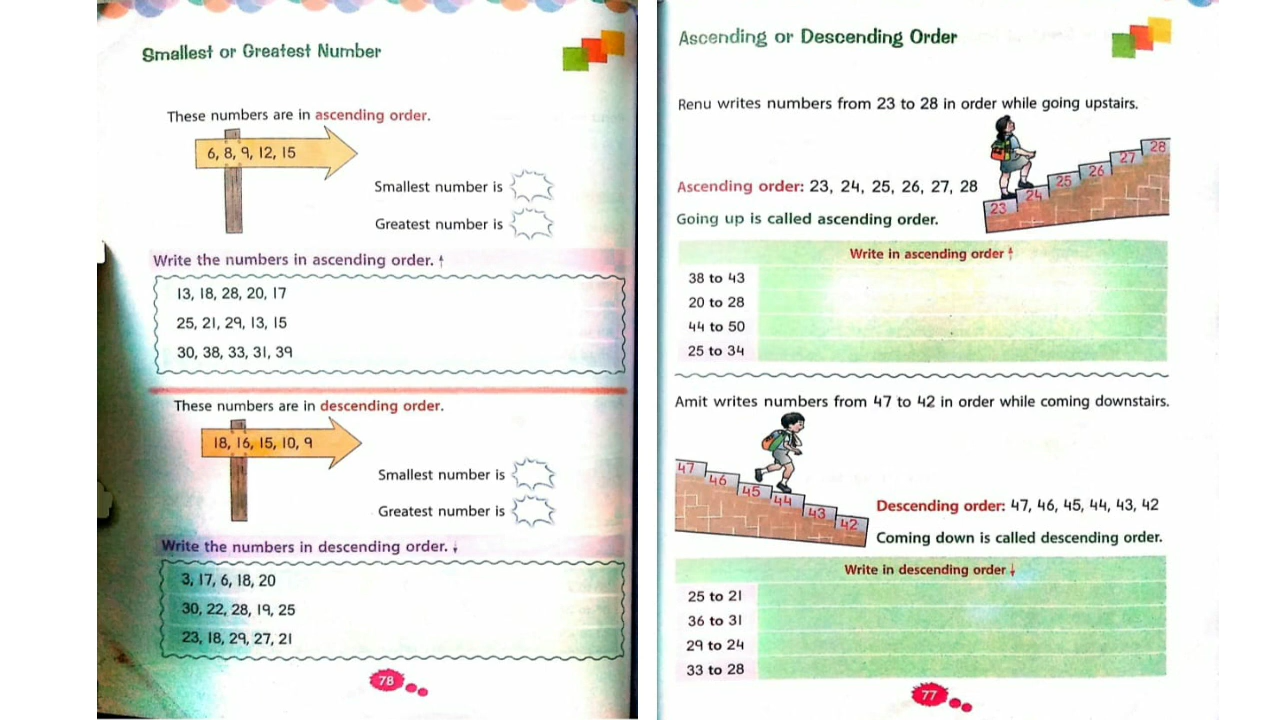 Smallest or Greatest Number
These numbers are in ascending order.
6, 8, 9, 12, 15
Smallest number is
Greatest number is
Write the numbers in ascending order. ↑
13, 18, 28, 20, 17
25, 21, 29, 13, 15
30, 38, 33, 31, 39
These numbers are in descending order.
18, 16, 15, 10, 9
Smallest number is
Greatest number is
Write the numbers in descending order. ↓
3, 17, 6, 18, 20
30, 22, 28, 19, 25
23, 18, 29, 27, 21
78
Ascending or Descending Order
Renu writes numbers from 23 to 28 in order while going upstairs.
Ascending order: 23, 24, 25, 26, 27, 28
Going up is called ascending order.
23 24 25 26 27 28
Write in ascending order ↑
38 to 43
20 to 28
44 to 50
25 to 34
Amit writes numbers from 47 to 42 in order while coming downstairs.
47 46 45 44 43 42
Descending order: 47, 46, 45, 44, 43, 42
Coming down is called descending order.
Write in descending order ↓
25 to 21
36 to 31
29 to 24
33 to 28
77